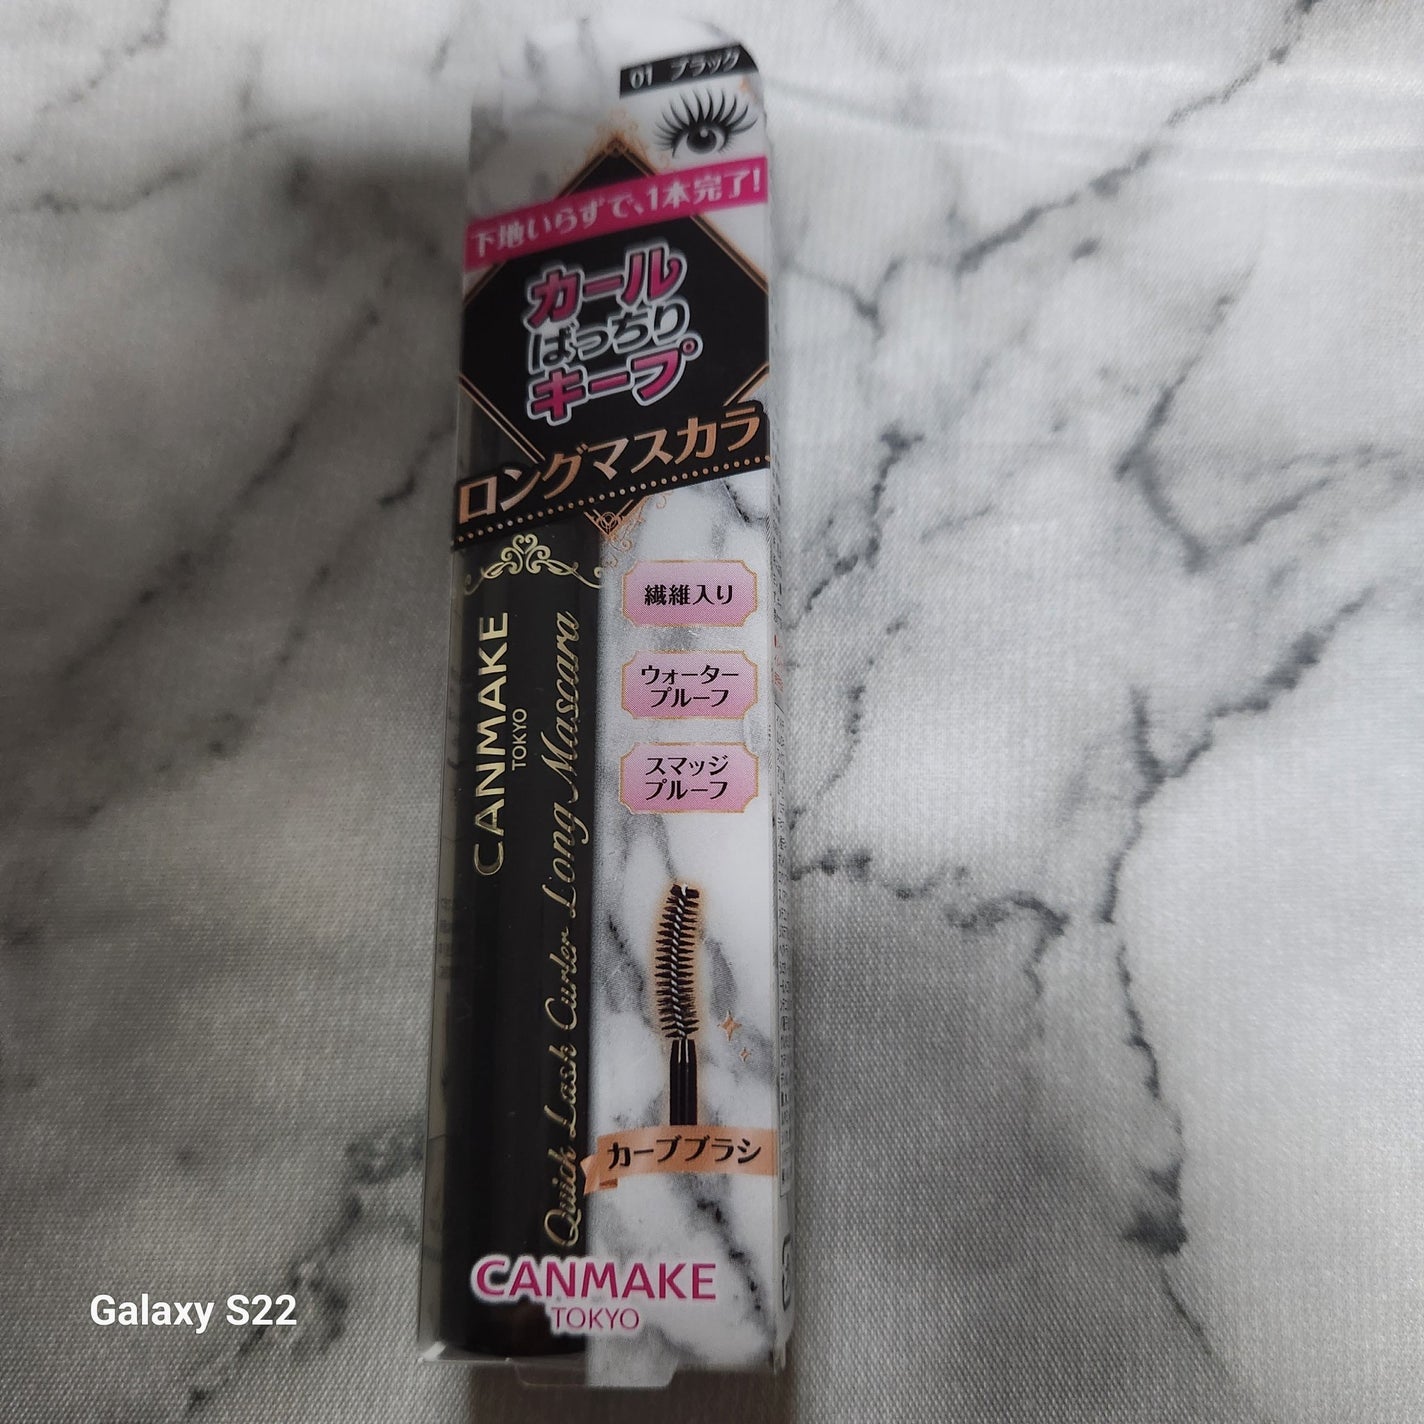 01 ブラック
下地いらずで、1本完了!
カール
ぱっちり
キープ
ロングマスカラ
繊維入り
ウォーター
プルーフ
スマッジ
プルーフ
CANMAKE
TOKYO
Quick Lash Curler Long Mascara
カーブブラシ
CANMAKE
TOKYO
Galaxy S22